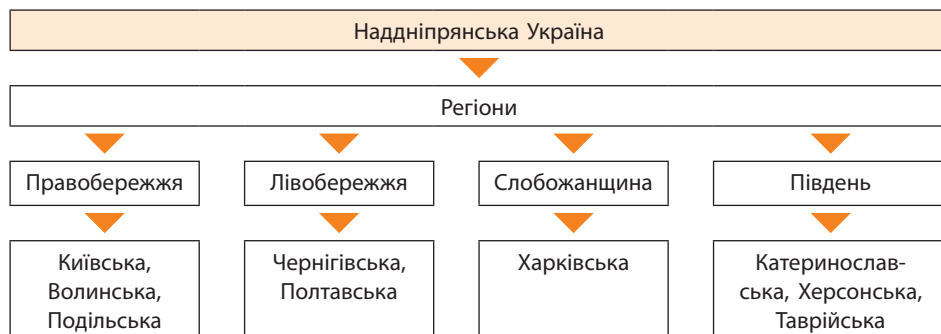 Наддніпрянська Україна
Регіони
Правобережжя
Лівобережжя
Слобожанщина
Південь
Київська,
Волинська,
Подільська
Чернігівська,
Полтавська
Харківська
Катеринослав-
ська, Херсонська,
Таврійська